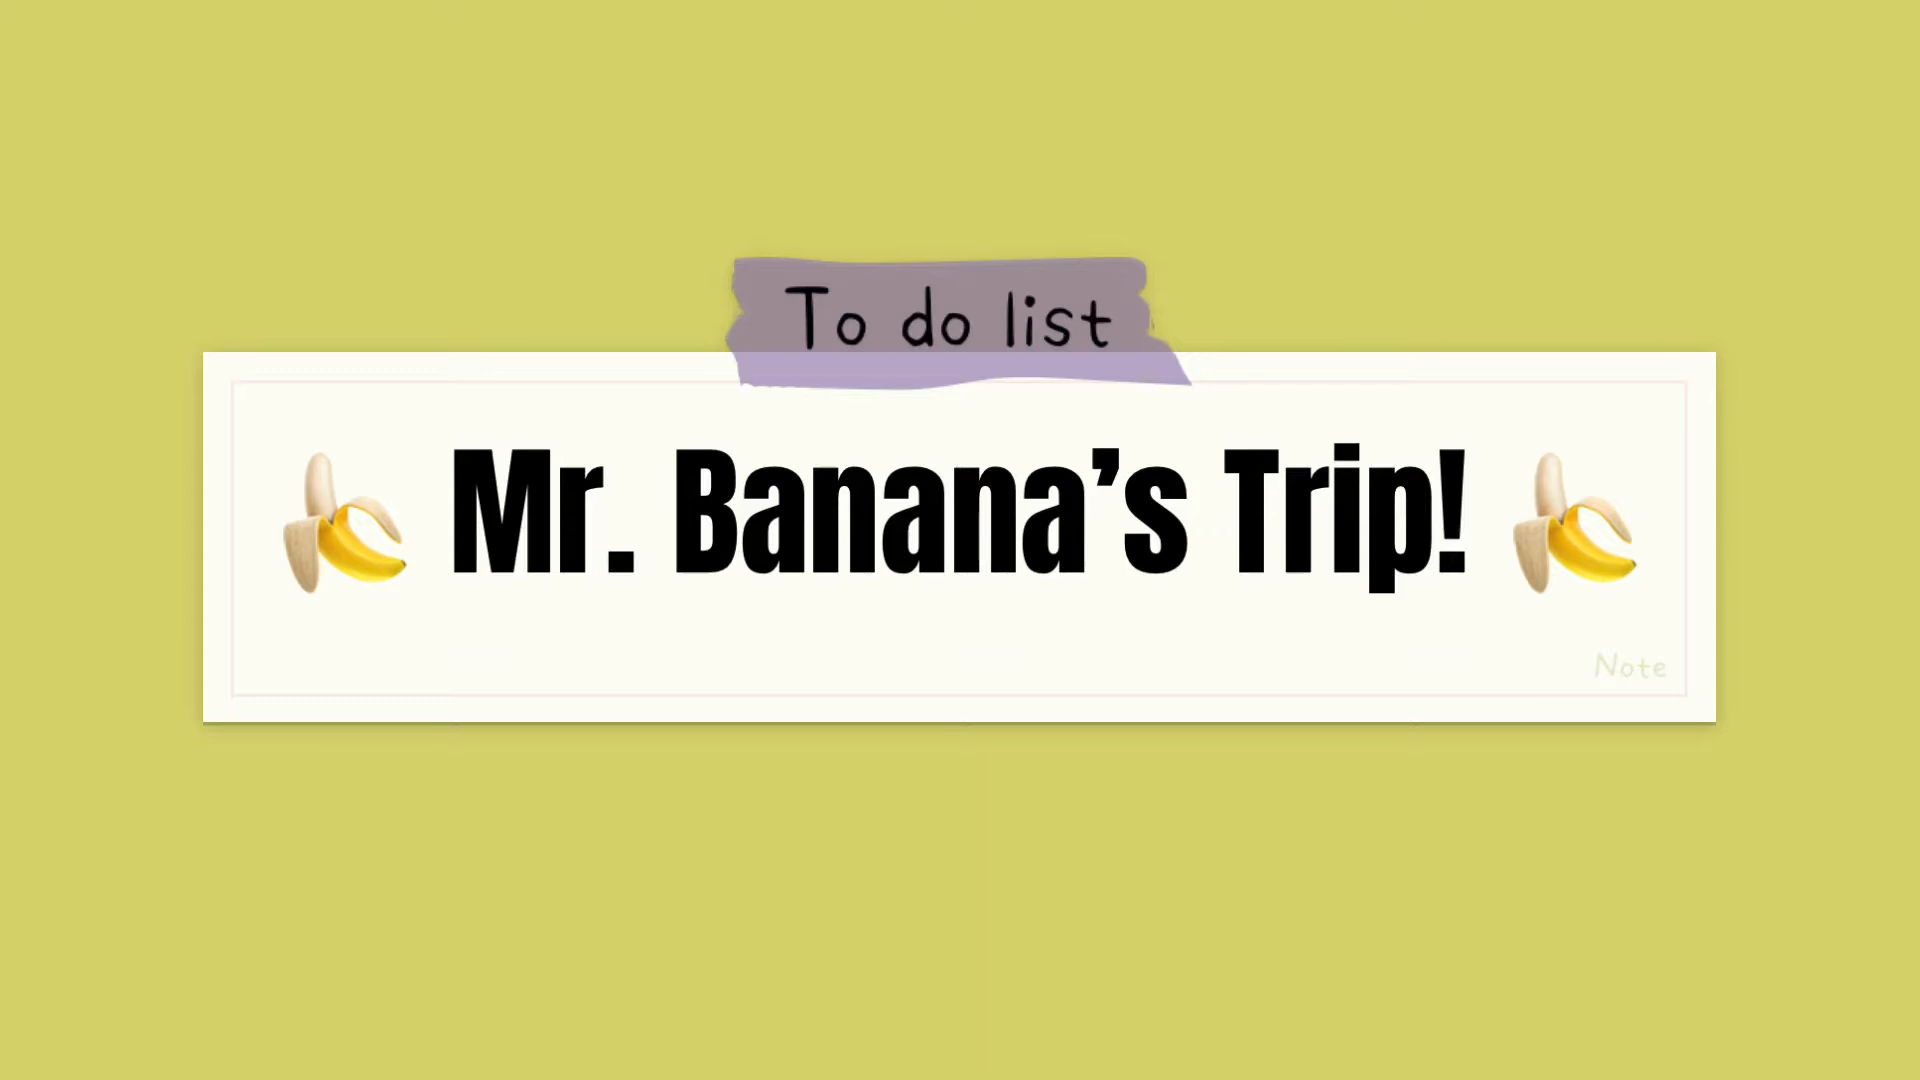 To do list
🍌 Mr. Banana’s Trip! 🍌
Note